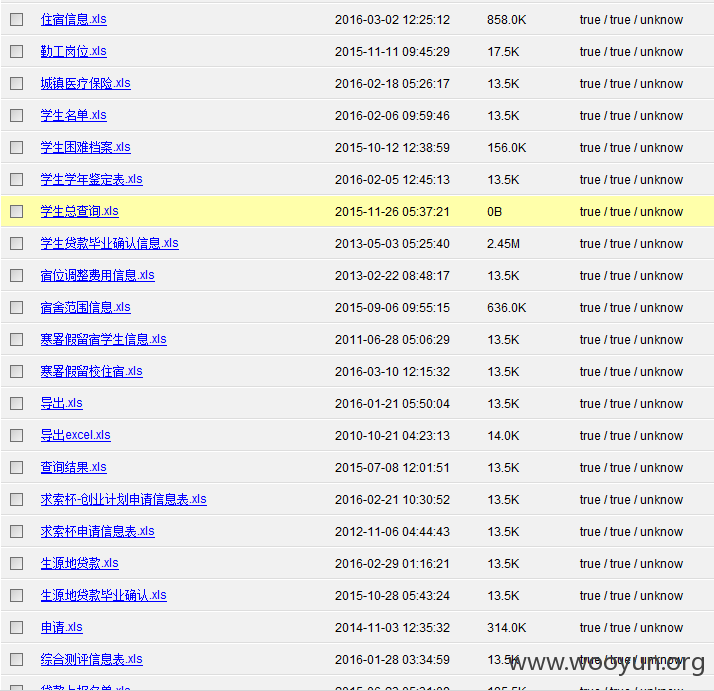 住宿信息.xls 2016-03-02 12:25:12 858.0K true / true / unknow
勤工岗位.xls 2015-11-11 09:45:29 17.5K true / true / unknow
城镇医疗保险.xls 2016-02-18 05:26:17 13.5K true / true / unknow
学生名单.xls 2016-02-06 09:59:46 13.5K true / true / unknow
学生困难档案.xls 2015-10-12 12:38:59 156.0K true / true / unknow
学生学年鉴定表.xls 2016-02-05 12:45:13 13.5K true / true / unknow
学生总查询.xls 2015-11-26 05:37:21 0B true / true / unknow
学生贷款毕业确认信息.xls 2013-05-03 05:25:40 2.45M true / true / unknow
宿位调整费用信息.xls 2013-02-22 08:48:17 13.5K true / true / unknow
宿舍范围信息.xls 2015-09-06 09:55:15 636.0K true / true / unknow
寒署假留宿学生信息.xls 2011-06-28 05:06:29 13.5K true / true / unknow
寒署假留校住宿.xls 2016-03-10 12:15:32 13.5K true / true / unknow
导出.xls 2016-01-21 05:50:04 13.5K true / true / unknow
导出excel.xls 2010-10-21 04:23:13 14.0K true / true / unknow
查询结果.xls 2015-07-08 12:01:51 13.5K true / true / unknow
求索杯-创业计划申请信息表.xls 2016-02-21 10:30:52 13.5K true / true / unknow
求索杯申请信息表.xls 2012-11-06 04:44:43 13.5K true / true / unknow
生源地贷款.xls 2016-02-29 01:16:21 13.5K true / true / unknow
生源地贷款毕业确认.xls 2015-10-28 05:43:24 13.5K true / true / unknow
申请.xls 2014-11-03 12:35:32 314.0K true / true / unknow
综合测评信息表.xls 2016-01-28 03:34:59 13.5K true / true / unknow
www.wooyun.org